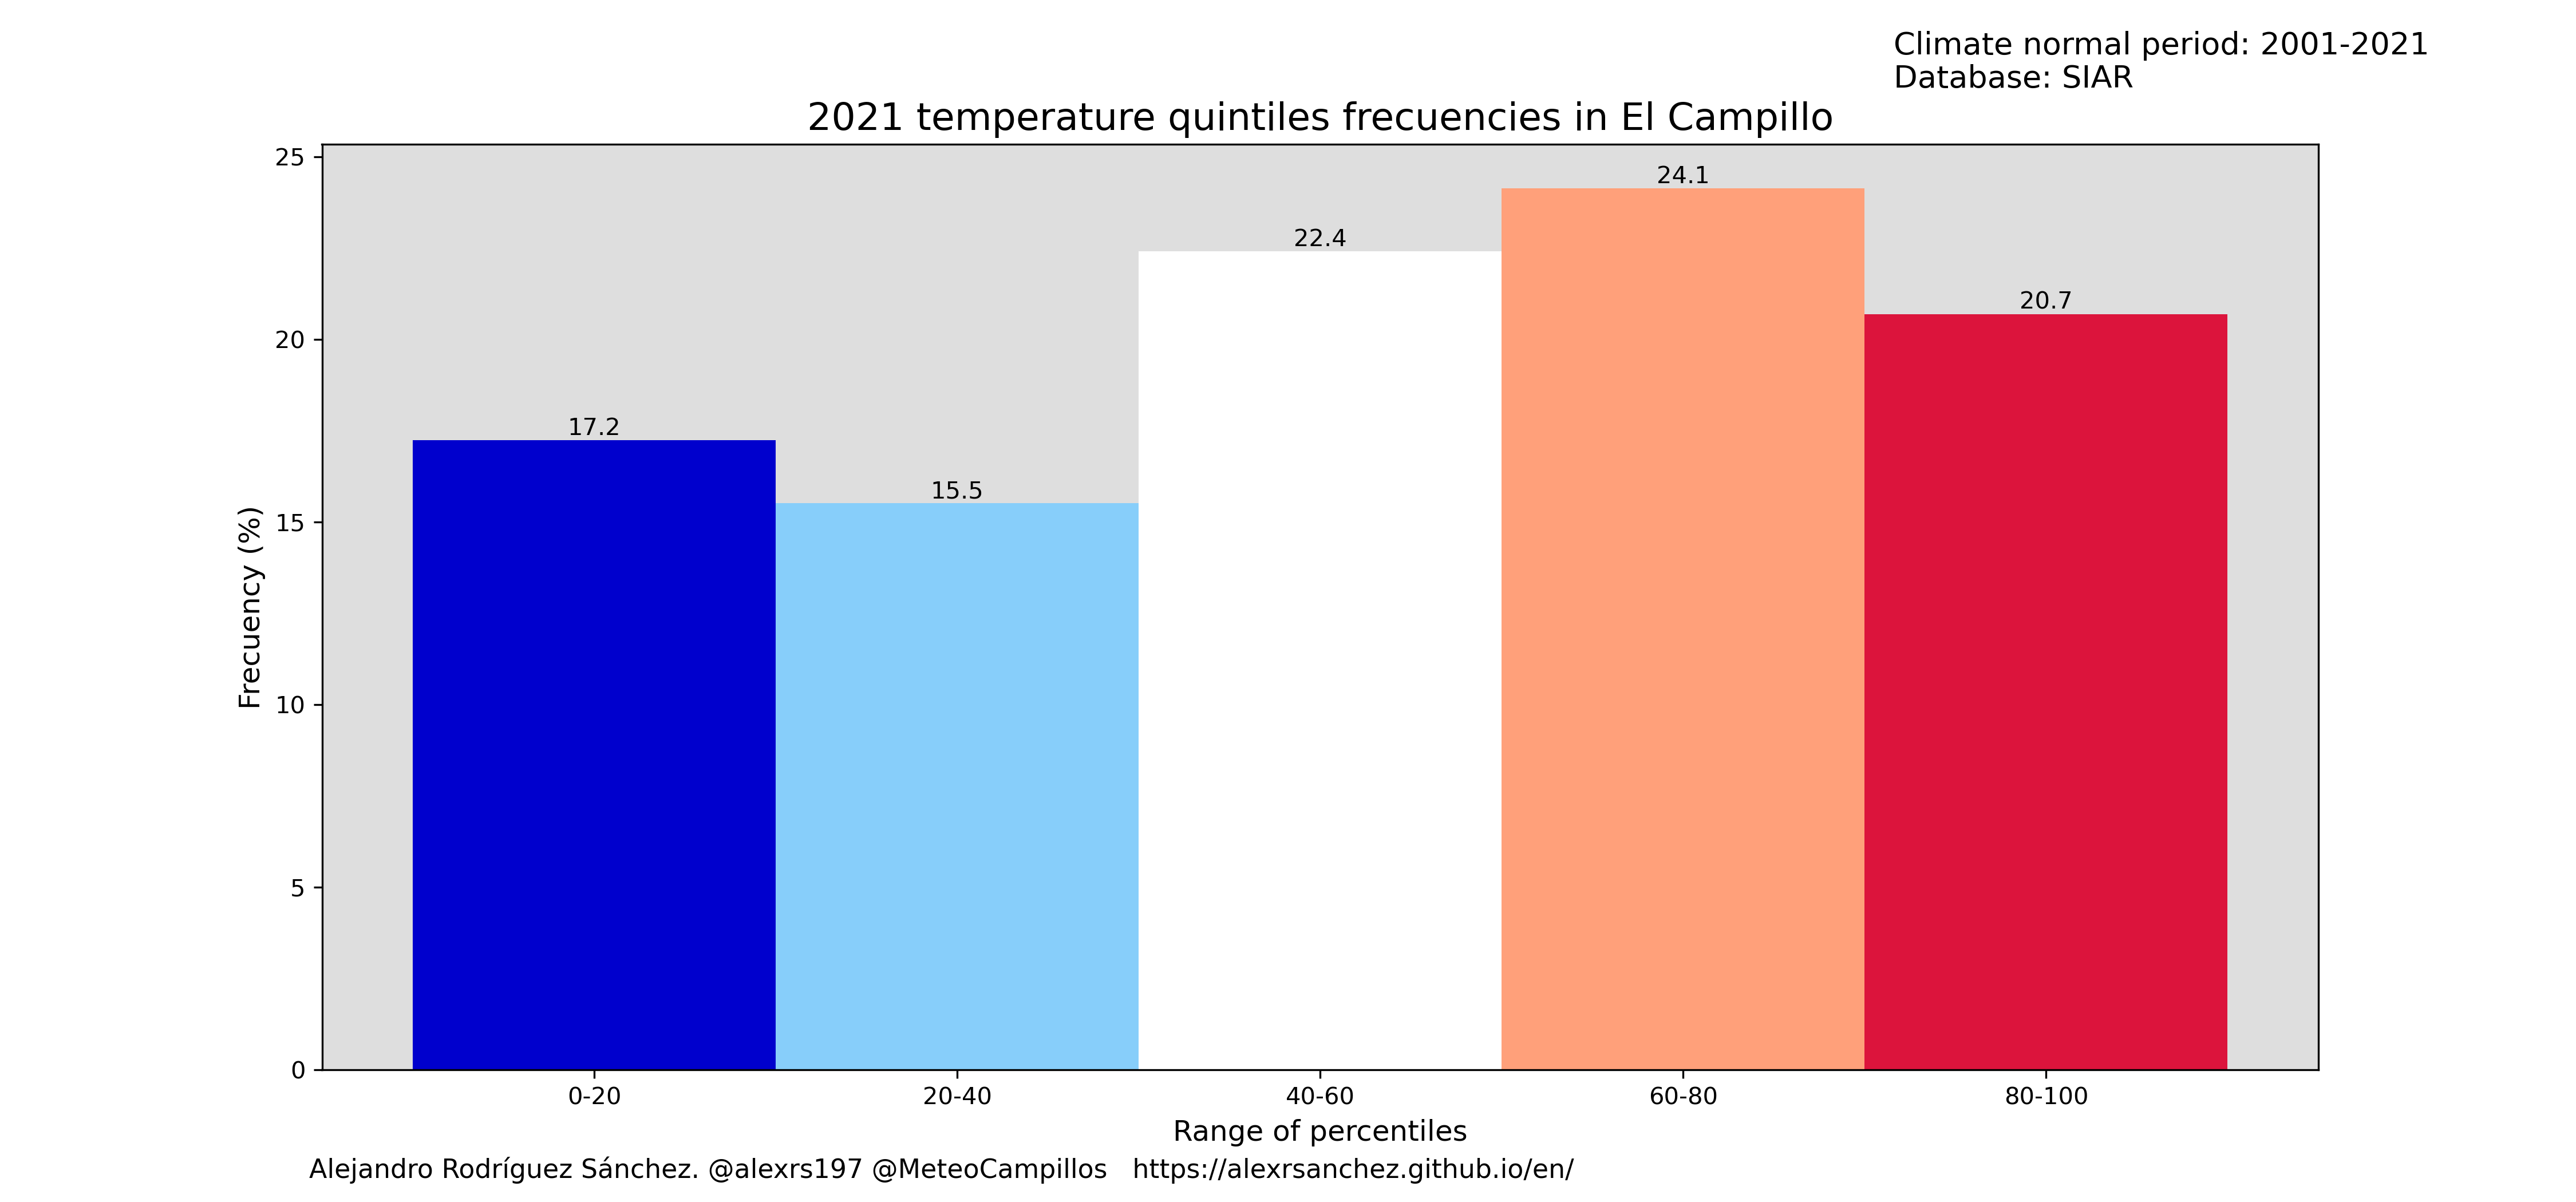 Climate normal period: 2001-2021
Database: SIAR
2021 temperature quintiles frecuencies in El Campillo
25
20
15
10
5
0
Frecuency (%)
17.2
15.5
22.4
24.1
20.7
0-20
20-40
40-60
60-80
80-100
Range of percentiles
Alejandro Rodríguez Sánchez. @alexrs197 @MeteoCampillos https://alexrsanchez.github.io/en/